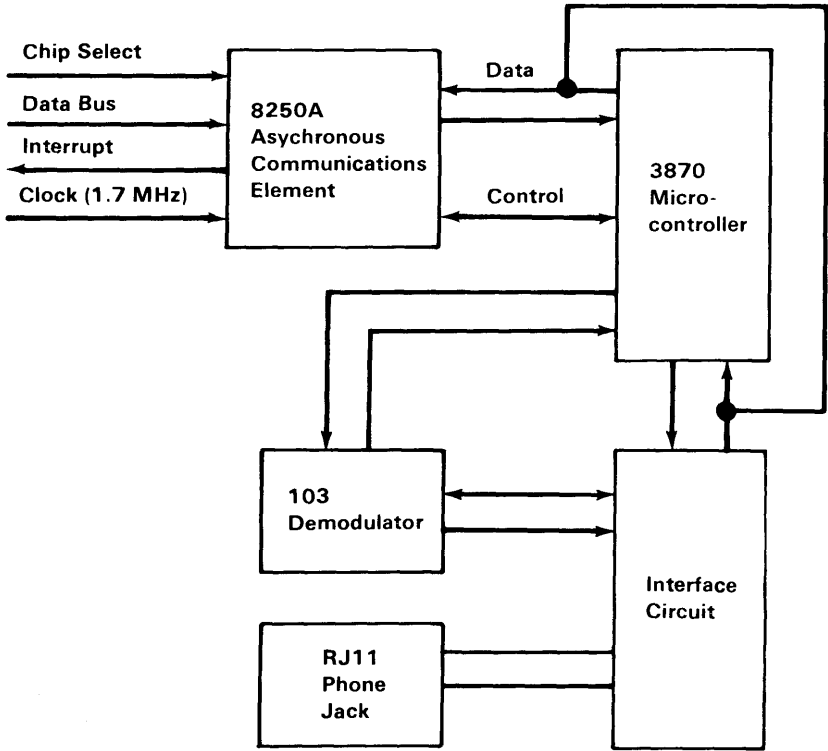 Chip Select
Data Bus
Interrupt
Clock (1.7 MHz)
8250A
Asychronous
Communications
Element
Data
Control
3870
Micro-
controller
103
Demodulator
Interface
Circuit
RJ11
Phone
Jack